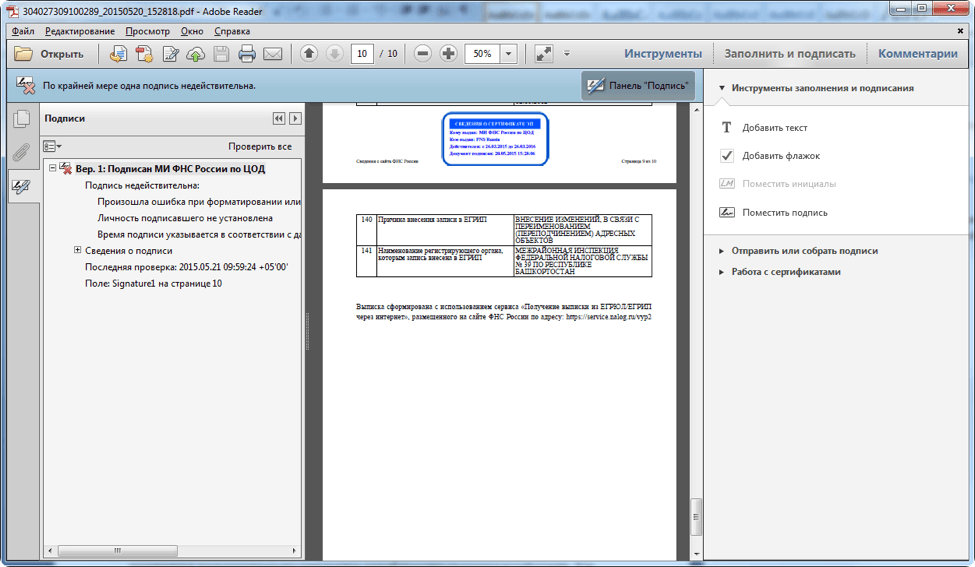 304027309100289_20150520_152818.pdf - Adobe Reader
Файл Редактирование Просмотр Окно Справка
Открыть 10 / 10 50% Инструменты Заполнить и подписать Комментарии
По крайней мере одна подпись недействительна. Панель "Подпись"
Подписи
Проверить все
Вер. 1: Подписан МИ ФНС России по ЦОД
Подпись недействительна:
Произошла ошибка при форматировании или
Личность подписавшего не установлена
Время подписи указывается в соответствии с да
Сведения о подписи
Последняя проверка: 2015.05.21 09:59:24 +05'00'
Поле: Signature1 на странице 10
СВЕДЕНИЯ О СЕРТИФИКАТЕ ЭП
Кому выдан: МИ ФНС России по ЦОД
Кем выдан: FNS Russia
Действителен: с 26.02.2015 до 26.02.2016
Документ подписан: 20.05.2015 15:28:06
Сведения с сайта ФНС России
Страница 9 из 10
140 Причина внесения записи в ЕГРИП ВНЕСЕНИЕ ИЗМЕНЕНИЙ, В СВЯЗИ С
ПЕРЕИМЕНОВАНИЕМ
(ПЕРЕПОДЧИНЕНИЕМ) АДРЕСНЫХ
ОБЪЕКТОВ
141 Наименование регистрирующего органа, МЕЖРАЙОННАЯ ИНСПЕКЦИЯ
которым запись внесена в ЕГРИП ФЕДЕРАЛЬНОЙ НАЛОГОВОЙ СЛУЖБЫ
№ 39 ПО РЕСПУБЛИКЕ
БАШКОРТОСТАН
Выписка сформирована с использованием сервиса «Получение выписки из ЕГРЮЛ/ЕГРИП
через интернет», размещенного на сайте ФНС России по адресу: https://service.nalog.ru/vyp2
Инструменты заполнения и подписания
Добавить текст
Добавить флажок
Поместить инициалы
Поместить подпись
Отправить или собрать подписи
Работа с сертификатами